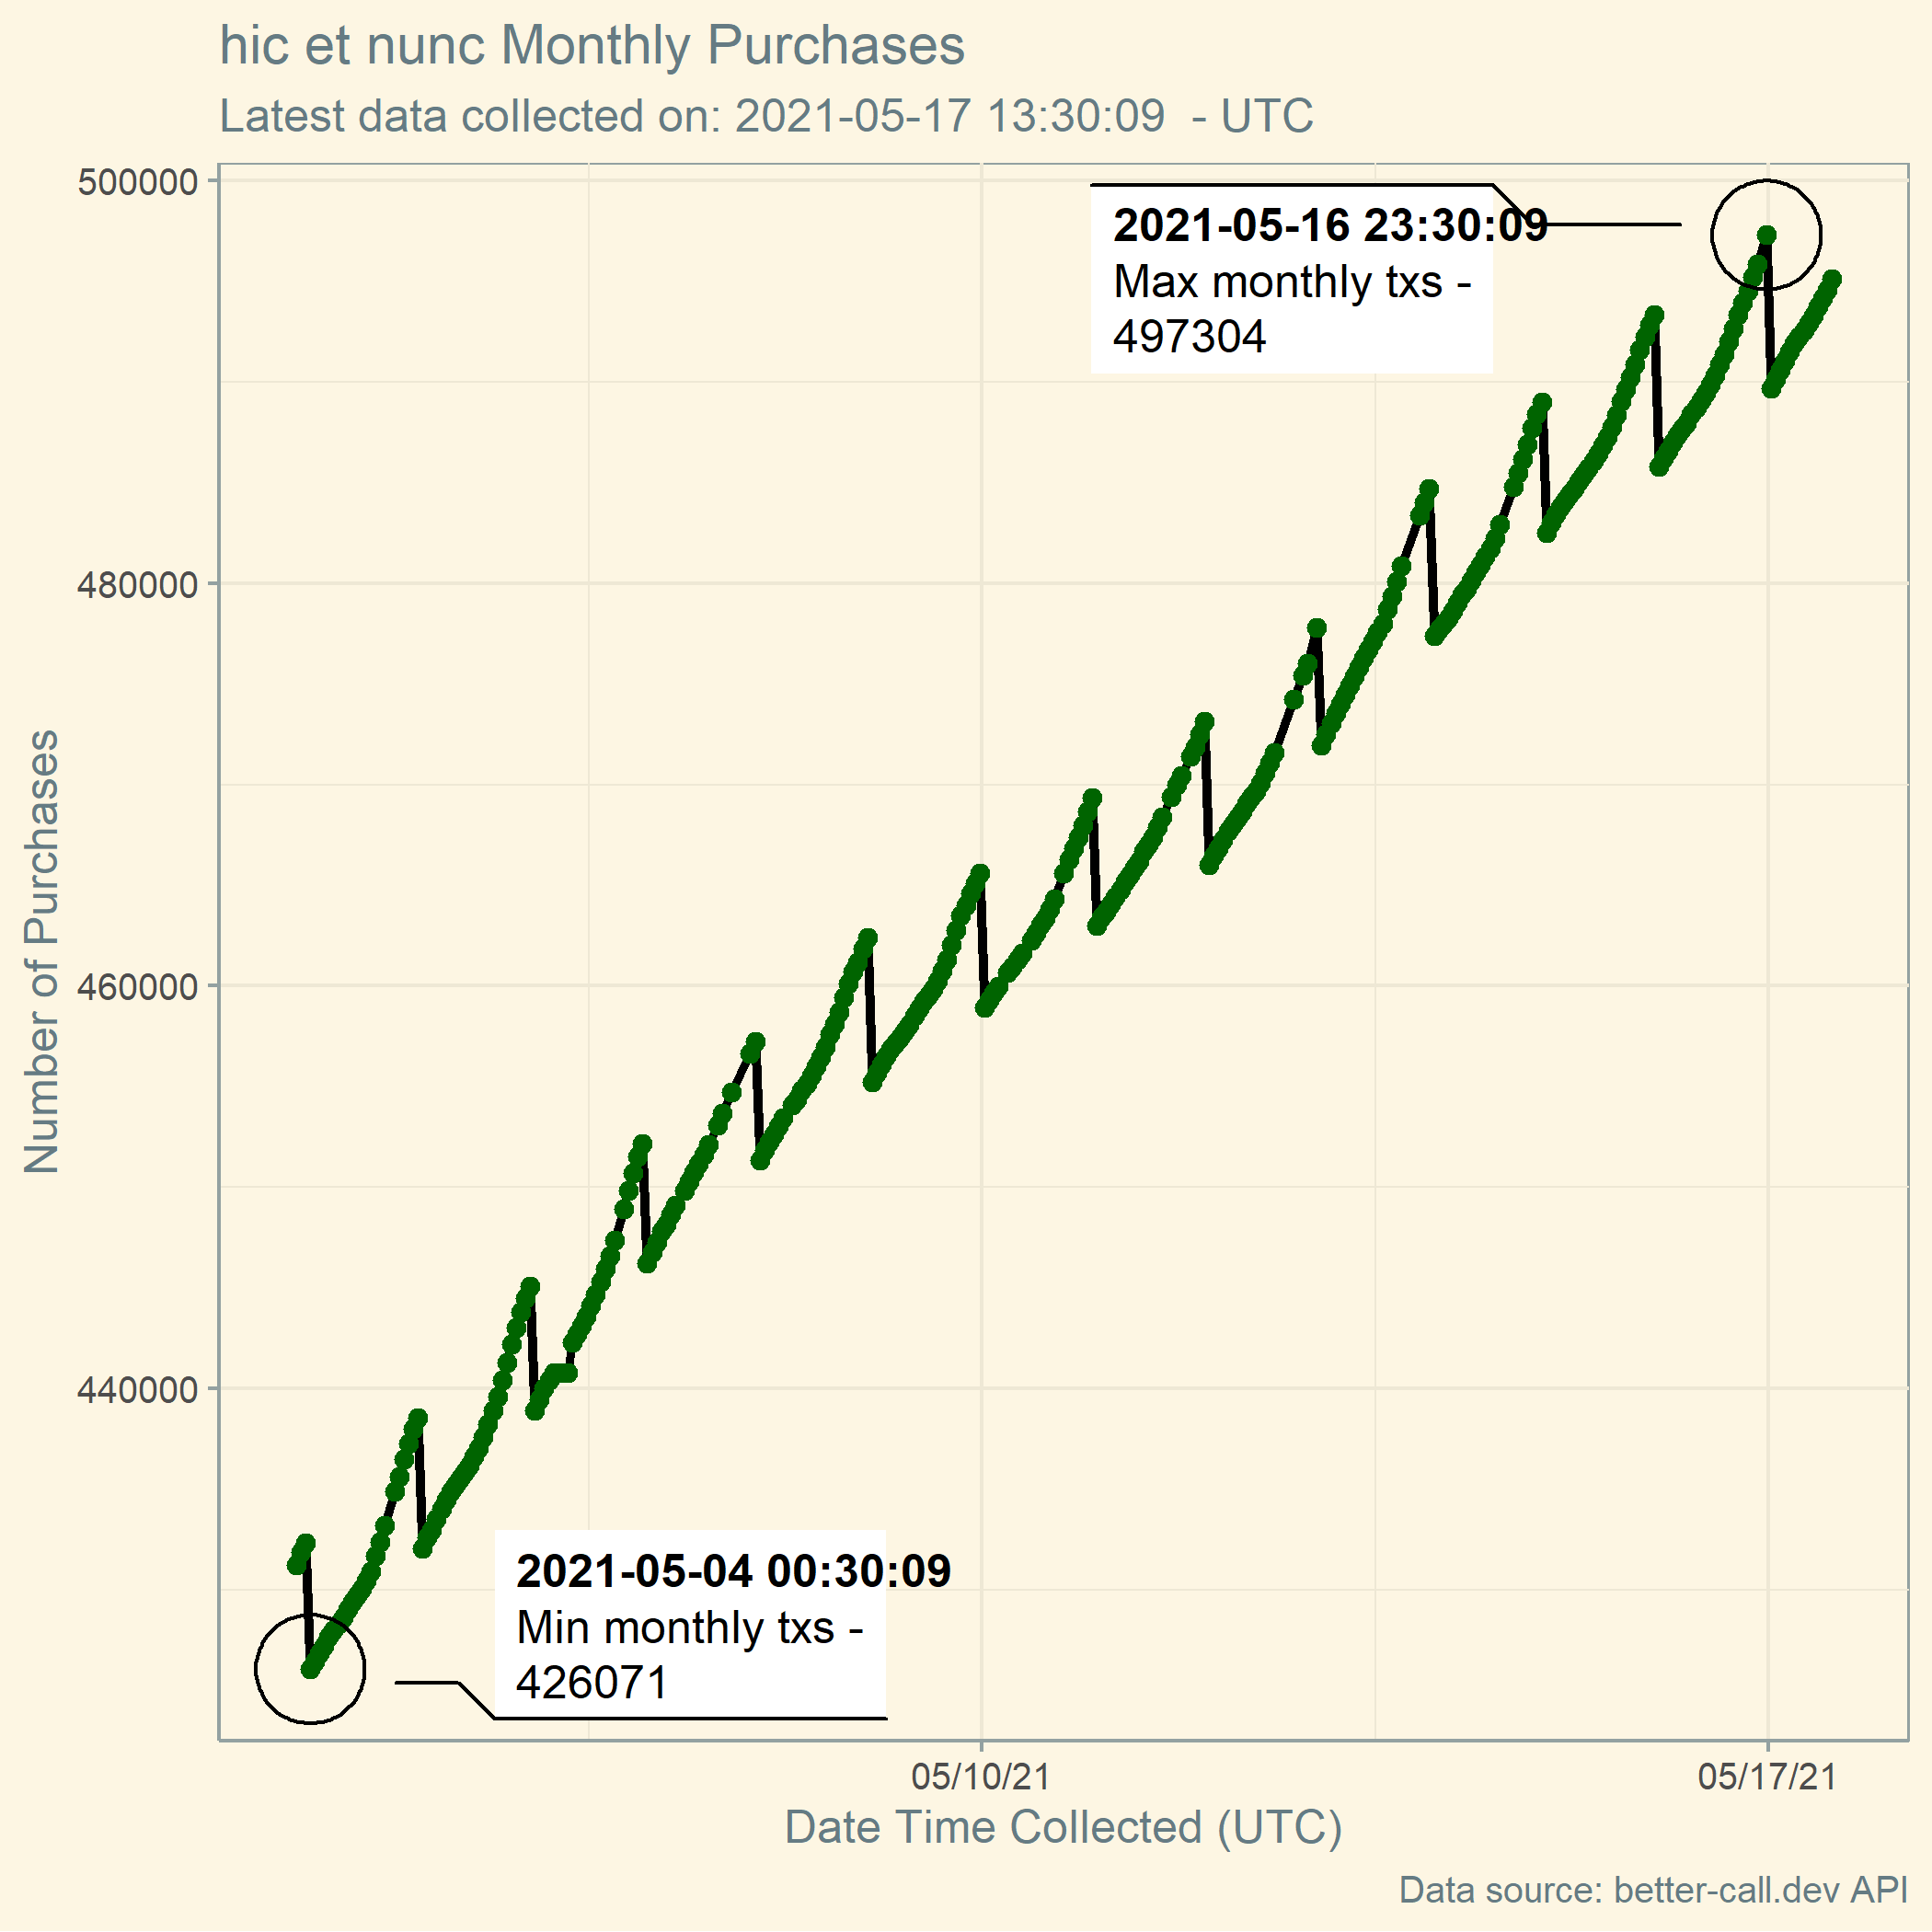 hic et nunc Monthly Purchases
Latest data collected on: 2021-05-17 13:30:09  - UTC
500000
480000
460000
440000
Number of Purchases
2021-05-16 23:30:09
Max monthly txs -
497304
2021-05-04 00:30:09
Min monthly txs -
426071
05/10/21
05/17/21
Date Time Collected (UTC)
Data source: better-call.dev API